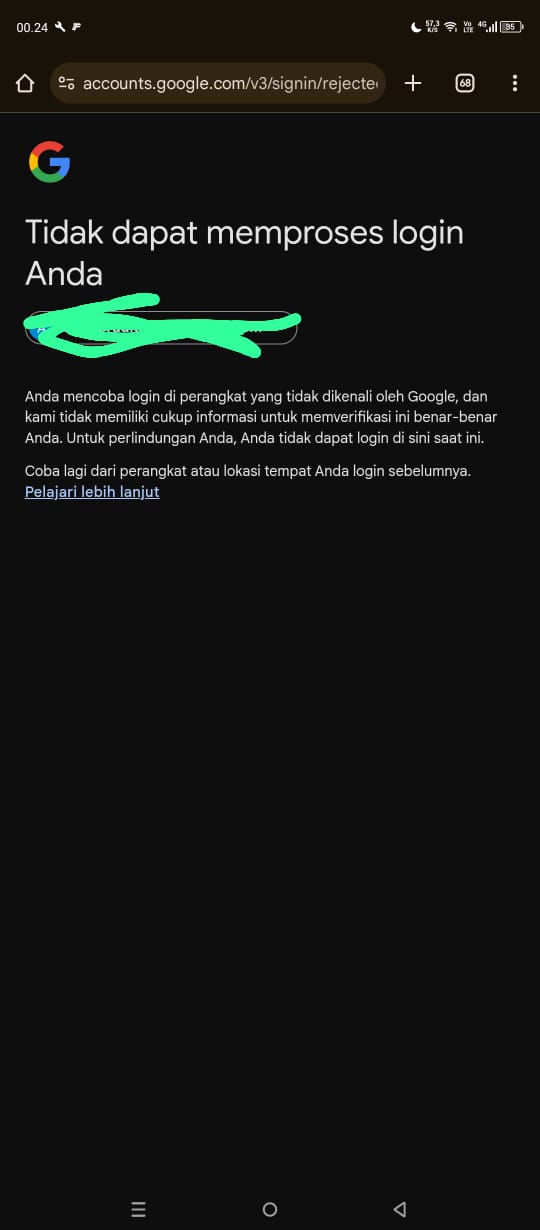 00.24
57,3 K/S Vo LTE 4G 35
accounts.google.com/v3/signin/rejected
68
G
Tidak dapat memproses login
Anda
Anda mencoba login di perangkat yang tidak dikenali oleh Google, dan
kami tidak memiliki cukup informasi untuk memverifikasi ini benar-benar
Anda. Untuk perlindungan Anda, Anda tidak dapat login di sini saat ini.
Coba lagi dari perangkat atau lokasi tempat Anda login sebelumnya.
Pelajari lebih lanjut